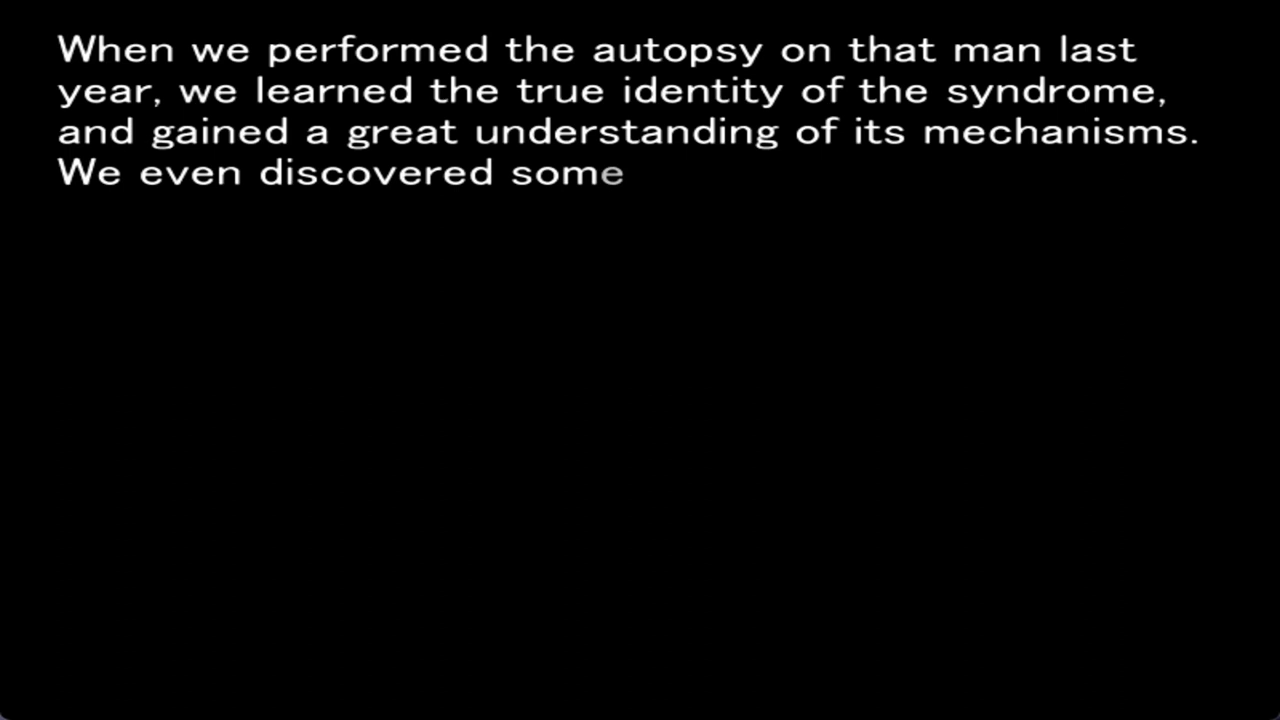 When we performed the autopsy on that man last
year, we learned the true identity of the syndrome,
and gained a great understanding of its mechanisms.
We even discovered some